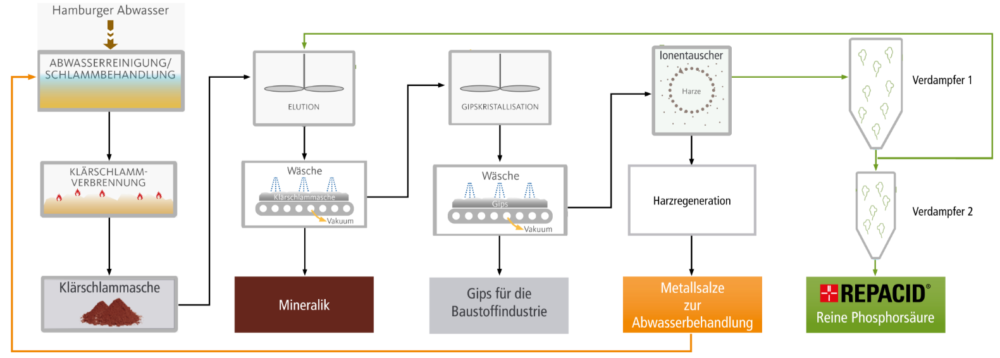 Hamburger Abwasser
ABWASSERREINIGUNG/
SCHLAMMBEHANDLUNG
KLÄRSCHLAMM-
VERBRENNUNG
Klärschlammasche
ELUTION
Wäsche
Klärschlammasche
Vakuum
Mineralik
GIPSKRISTALLISATION
Wäsche
Gips
Vakuum
Gips für die
Baustoffindustrie
Ionentauscher
Harze
Harzregeneration
Metallsalze
zur
Abwasserbehandlung
Verdampfer 1
Verdampfer 2
REPACID®
Reine Phosphorsäure